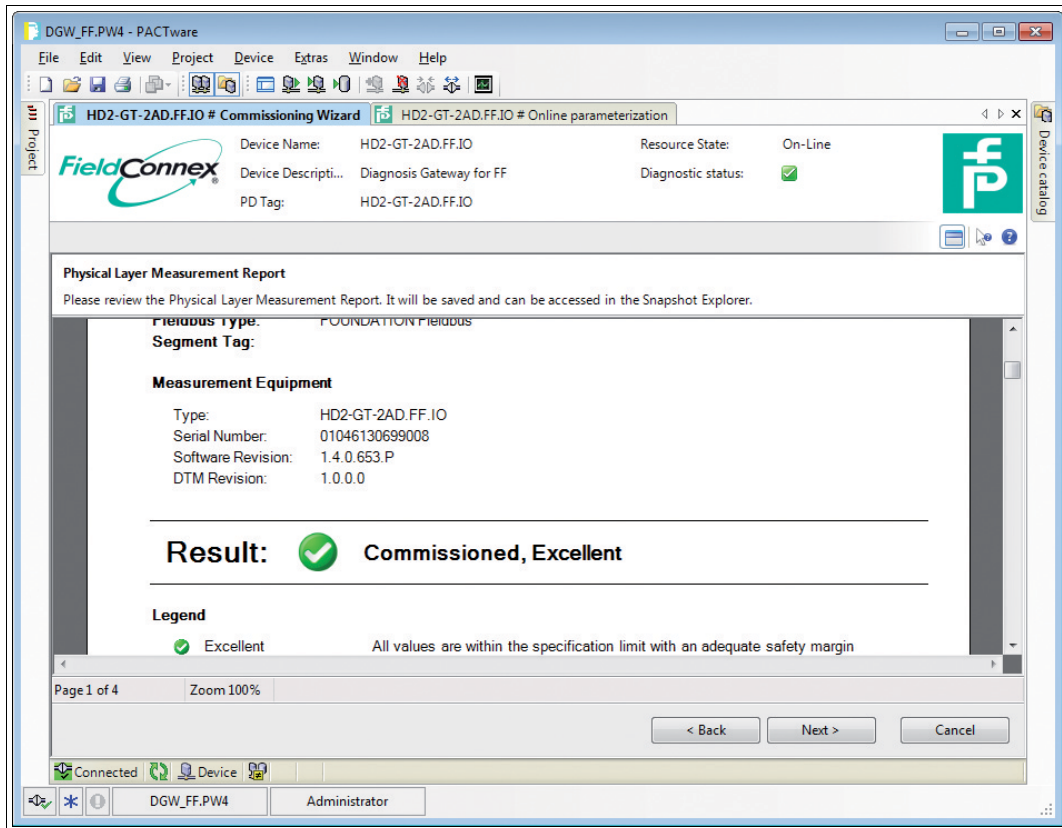 DGW_FF.PW4 - PACTware
File Edit View Project Device Extras Window Help
Project
HD2-GT-2AD.FF.IO # Commissioning Wizard
HD2-GT-2AD.FF.IO # Online parameterization
Device catalog
FieldConnex®
Device Name: HD2-GT-2AD.FF.IO Resource State: On-Line
Device Descripti... Diagnosis Gateway for FF Diagnostic status:
PD Tag: HD2-GT-2AD.FF.IO
Physical Layer Measurement Report
Please review the Physical Layer Measurement Report. It will be saved and can be accessed in the Snapshot Explorer.
Fieldbus Type: FOUNDATION Fieldbus
Segment Tag:
Measurement Equipment
Type: HD2-GT-2AD.FF.IO
Serial Number: 01046130699008
Software Revision: 1.4.0.653.P
DTM Revision: 1.0.0.0
Result: Commissioned, Excellent
Legend
Excellent All values are within the specification limit with an adequate safety margin
Page 1 of 4 Zoom 100%
< Back Next > Cancel
Connected Device
DGW_FF.PW4 Administrator